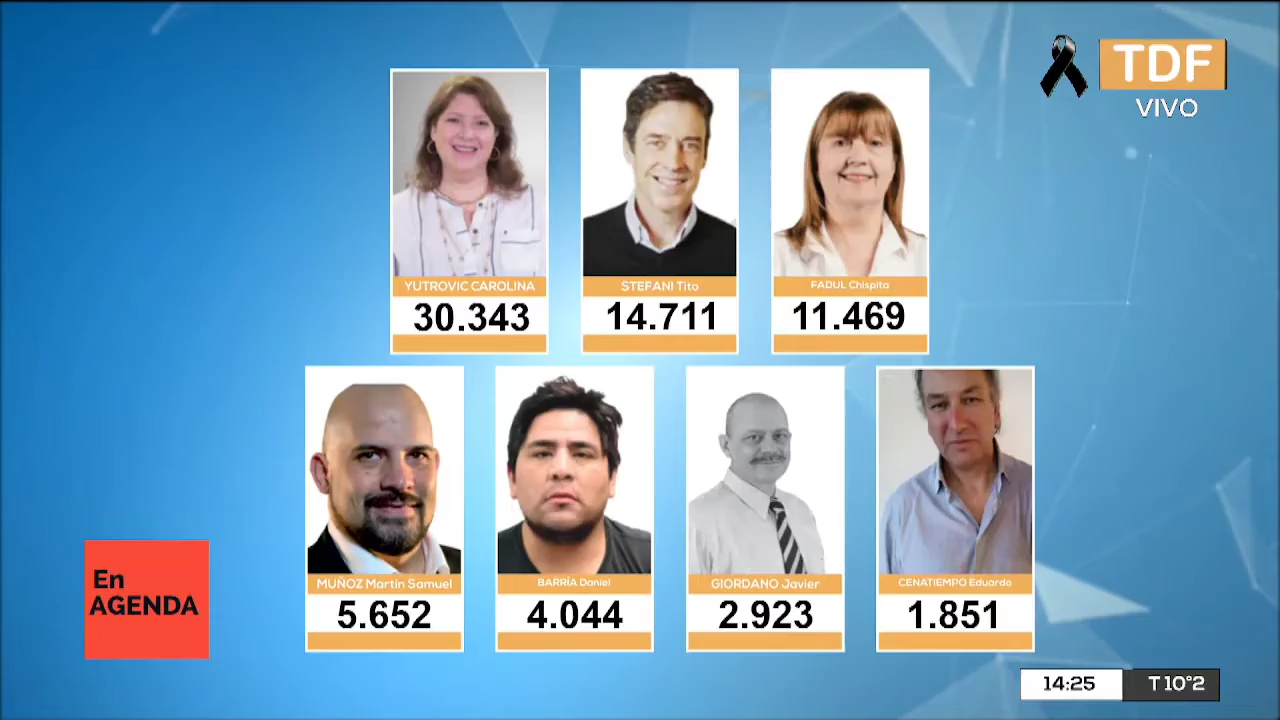 TDF
VIVO
YUTROVIC CAROLINA
30.343
STEFANI Tito
14.711
FADUL Chispita
11.469
MUÑOZ Martín Samuel
5.652
BARRÍA Daniel
4.044
GIORDANO Javier
2.923
CENATIEMPO Eduardo
1.851
En
AGENDA
14:25
T 10°2